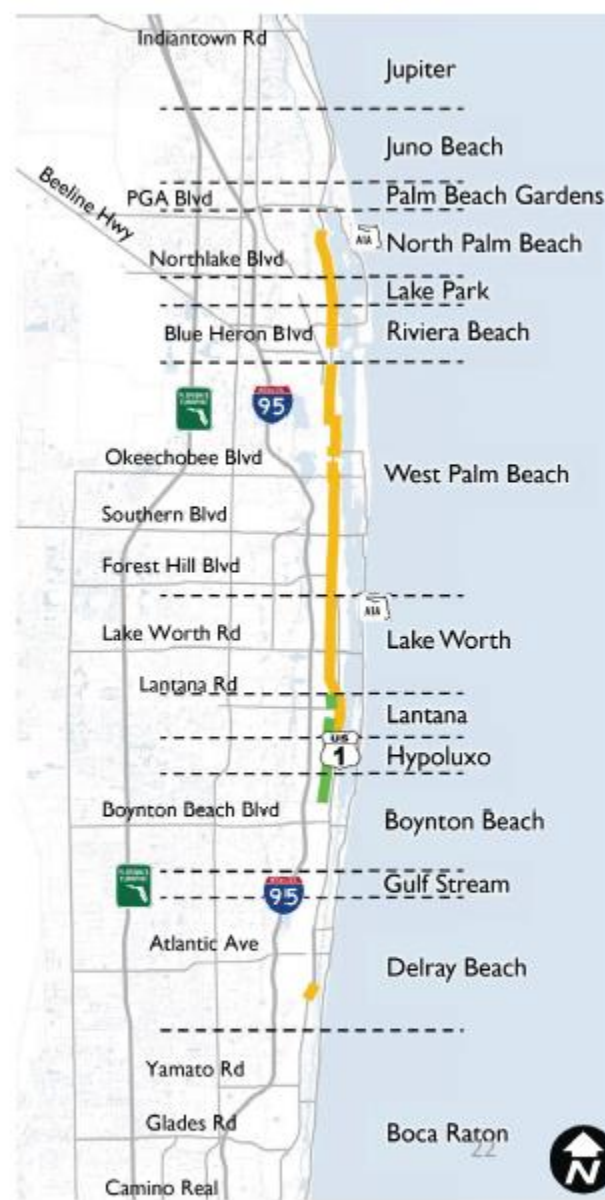 Indiantown Rd
Jupiter
Juno Beach
Beeline Hwy
PGA Blvd
Palm Beach Gardens
A1A
North Palm Beach
Northlake Blvd
Lake Park
Blue Heron Blvd
Riviera Beach
95
Okeechobee Blvd
West Palm Beach
Southern Blvd
Forest Hill Blvd
A1A
Lake Worth Rd
Lake Worth
Lantana Rd
Lantana
US
1
Hypoluxo
Boynton Beach Blvd
Boynton Beach
95
Gulf Stream
Atlantic Ave
Delray Beach
Yamato Rd
Glades Rd
Boca Raton
22
N
Camino Real